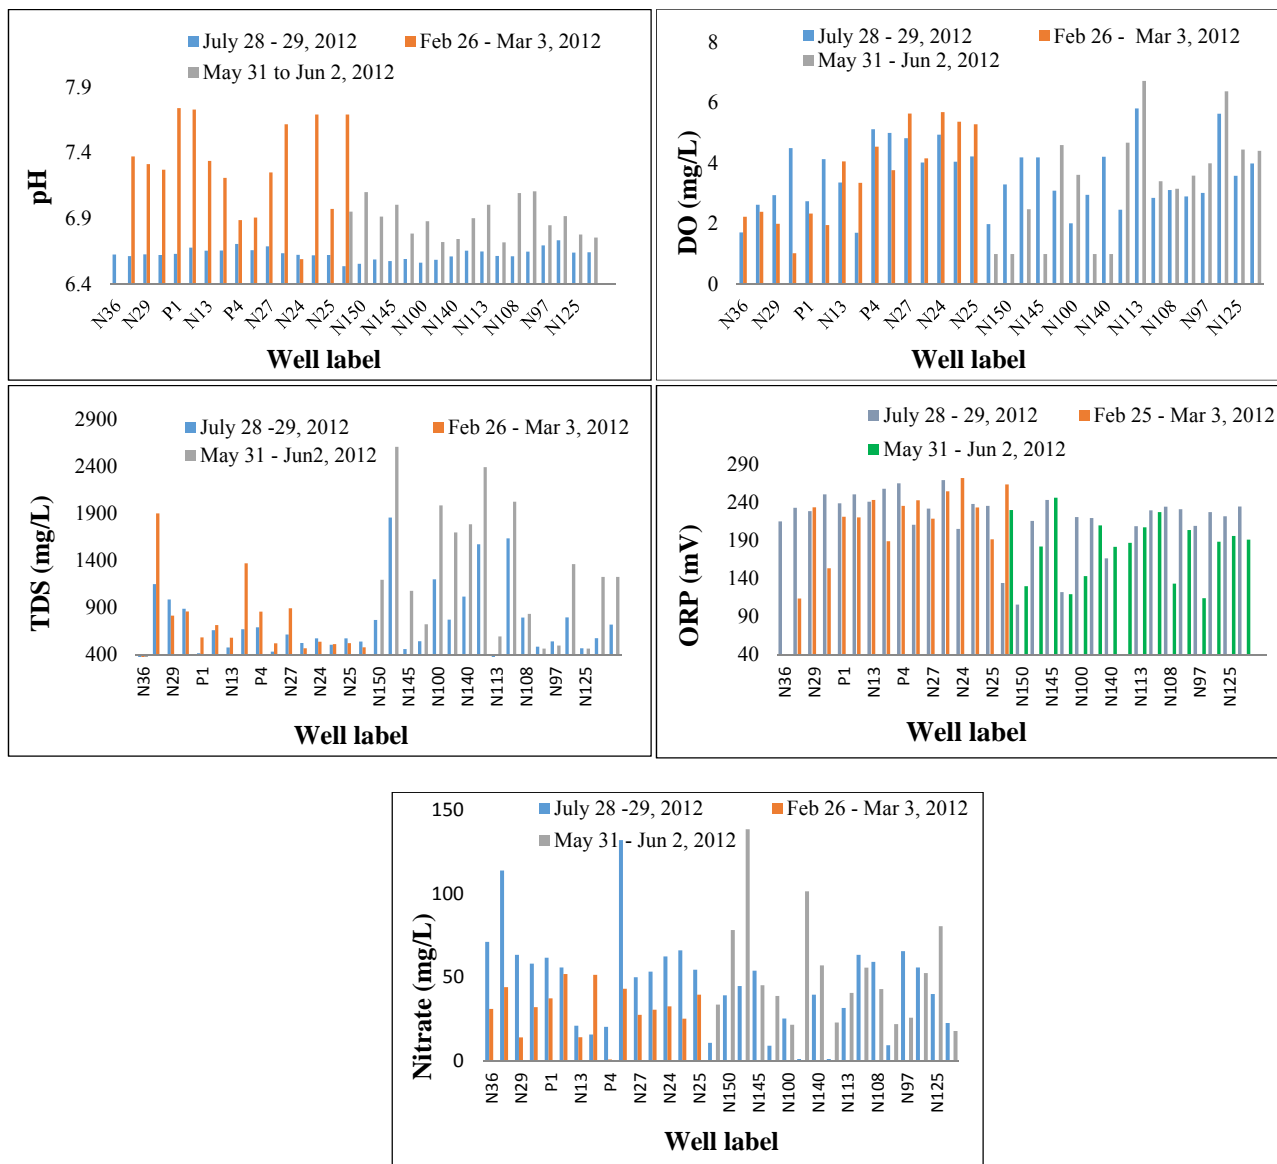 July 28 - 29, 2012 Feb 26 - Mar 3, 2012
May 31 to Jun 2, 2012
7.9
7.4
6.9
6.4
pH
N36 N29 P1 N13 P4 N27 N24 N25 N150 N145 N100 N140 N113 N108 N97 N125
Well label
July 28 - 29, 2012 Feb 26 - Mar 3, 2012
May 31 - Jun 2, 2012
8
6
4
2
0
DO (mg/L)
N36 N29 P1 N13 P4 N27 N24 N25 N150 N145 N100 N140 N113 N108 N97 N125
Well label
July 28 -29, 2012 Feb 26 - Mar 3, 2012
May 31 - Jun2, 2012
2900
2400
1900
1400
900
400
TDS (mg/L)
N36 N29 P1 N13 P4 N27 N24 N25 N150 N145 N100 N140 N113 N108 N97 N125
Well label
July 28 - 29, 2012 Feb 25 - Mar 3, 2012
May 31 - Jun 2, 2012
290
240
190
140
90
40
ORP (mV)
N36 N29 P1 N13 P4 N27 N24 N25 N150 N145 N100 N140 N113 N108 N97 N125
Well label
July 28 -29, 2012 Feb 26 - Mar 3, 2012
May 31 - Jun 2, 2012
150
100
50
0
Nitrate (mg/L)
N36 N29 P1 N13 P4 N27 N24 N25 N150 N145 N100 N140 N113 N108 N97 N125
Well label